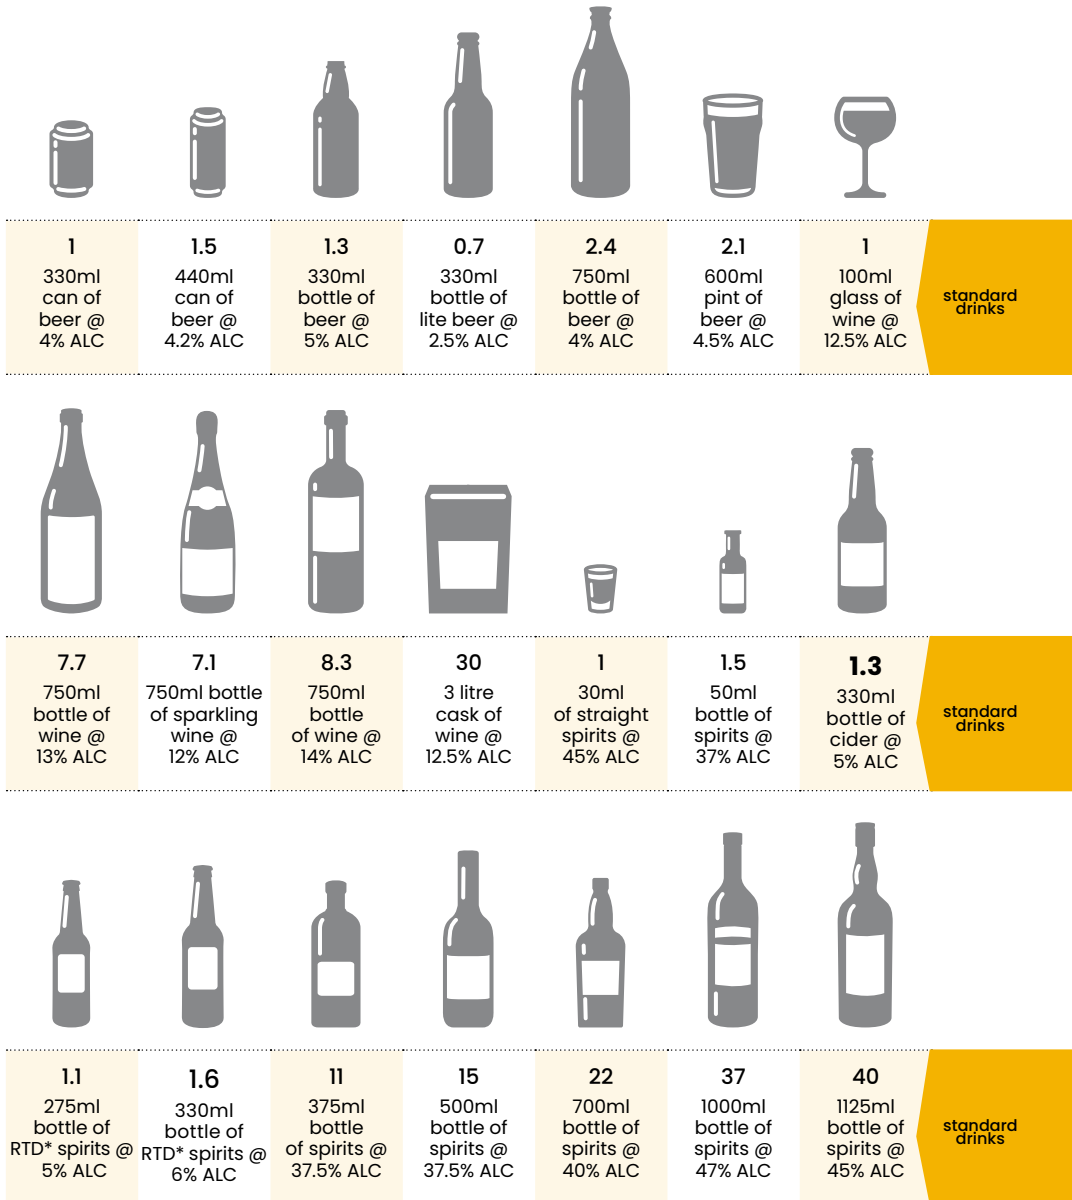 1
330ml
can of
beer @
4% ALC
1.5
440ml
can of
beer @
4.2% ALC
1.3
330ml
bottle of
beer @
5% ALC
0.7
330ml
bottle of
lite beer @
2.5% ALC
2.4
750ml
bottle of
beer @
4% ALC
2.1
600ml
pint of
beer @
4.5% ALC
1
100ml
glass of
wine @
12.5% ALC
standard
drinks
7.7
750ml
bottle of
wine @
13% ALC
7.1
750ml bottle
of sparkling
wine @
12% ALC
8.3
750ml
bottle
of wine @
14% ALC
30
3 litre
cask of
wine @
12.5% ALC
1
30ml
of straight
spirits @
45% ALC
1.5
50ml
bottle of
spirits @
37% ALC
1.3
330ml
bottle of
cider @
5% ALC
standard
drinks
1.1
275ml
bottle of
RTD* spirits @
5% ALC
1.6
330ml
bottle of
RTD* spirits @
6% ALC
11
375ml
bottle
of spirits @
37.5% ALC
15
500ml
bottle of
spirits @
37.5% ALC
22
700ml
bottle of
spirits @
40% ALC
37
1000ml
bottle of
spirits @
47% ALC
40
1125ml
bottle of
spirits @
45% ALC
standard
drinks